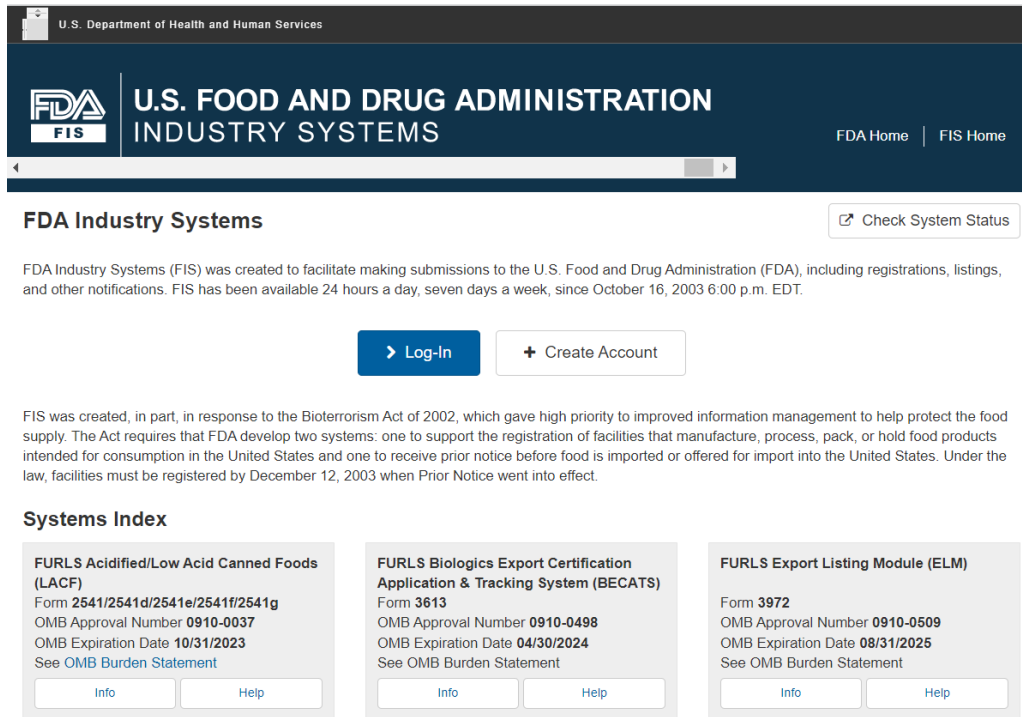 U.S. Department of Health and Human Services
FDA
FIS
U.S. FOOD AND DRUG ADMINISTRATION
INDUSTRY SYSTEMS
FDA Home
FIS Home
FDA Industry Systems
Check System Status
FDA Industry Systems (FIS) was created to facilitate making submissions to the U.S. Food and Drug Administration (FDA), including registrations, listings,
and other notifications. FIS has been available 24 hours a day, seven days a week, since October 16, 2003 6:00 p.m. EDT.
Log-In
Create Account
FIS was created, in part, in response to the Bioterrorism Act of 2002, which gave high priority to improved information management to help protect the food
supply. The Act requires that FDA develop two systems: one to support the registration of facilities that manufacture, process, pack, or hold food products
intended for consumption in the United States and one to receive prior notice before food is imported or offered for import into the United States. Under the
law, facilities must be registered by December 12, 2003 when Prior Notice went into effect.
Systems Index
FURLS Acidified/Low Acid Canned Foods
(LACF)
Form 2541/2541d/2541e/2541f/2541g
OMB Approval Number 0910-0037
OMB Expiration Date 10/31/2023
See OMB Burden Statement
Info
Help
FURLS Biologics Export Certification
Application & Tracking System (BECATS)
Form 3613
OMB Approval Number 0910-0498
OMB Expiration Date 04/30/2024
See OMB Burden Statement
Info
Help
FURLS Export Listing Module (ELM)
Form 3972
OMB Approval Number 0910-0509
OMB Expiration Date 08/31/2025
See OMB Burden Statement
Info
Help